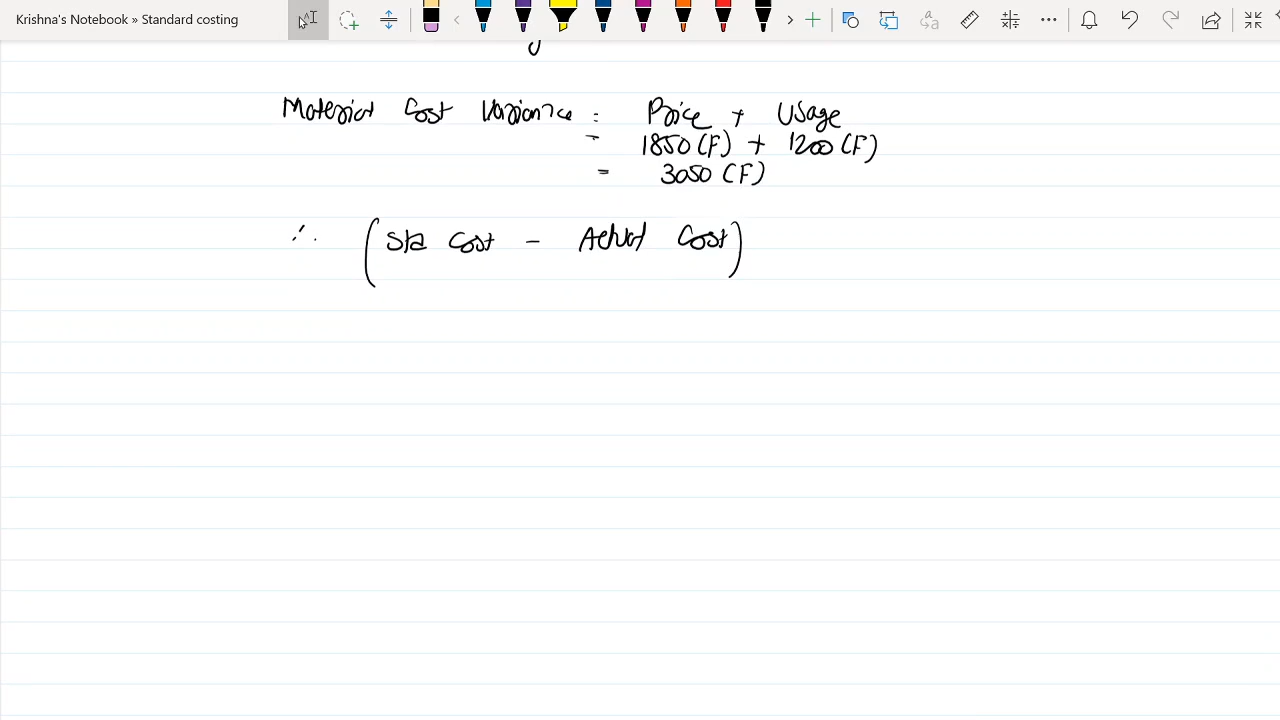 Krishna's Notebook » Standard costing
Material Cost Variance = Price + Usage
= 1850 (F) + 1200 (F)
= 3050 (F)
∴ (Std Cost - Actual Cost)